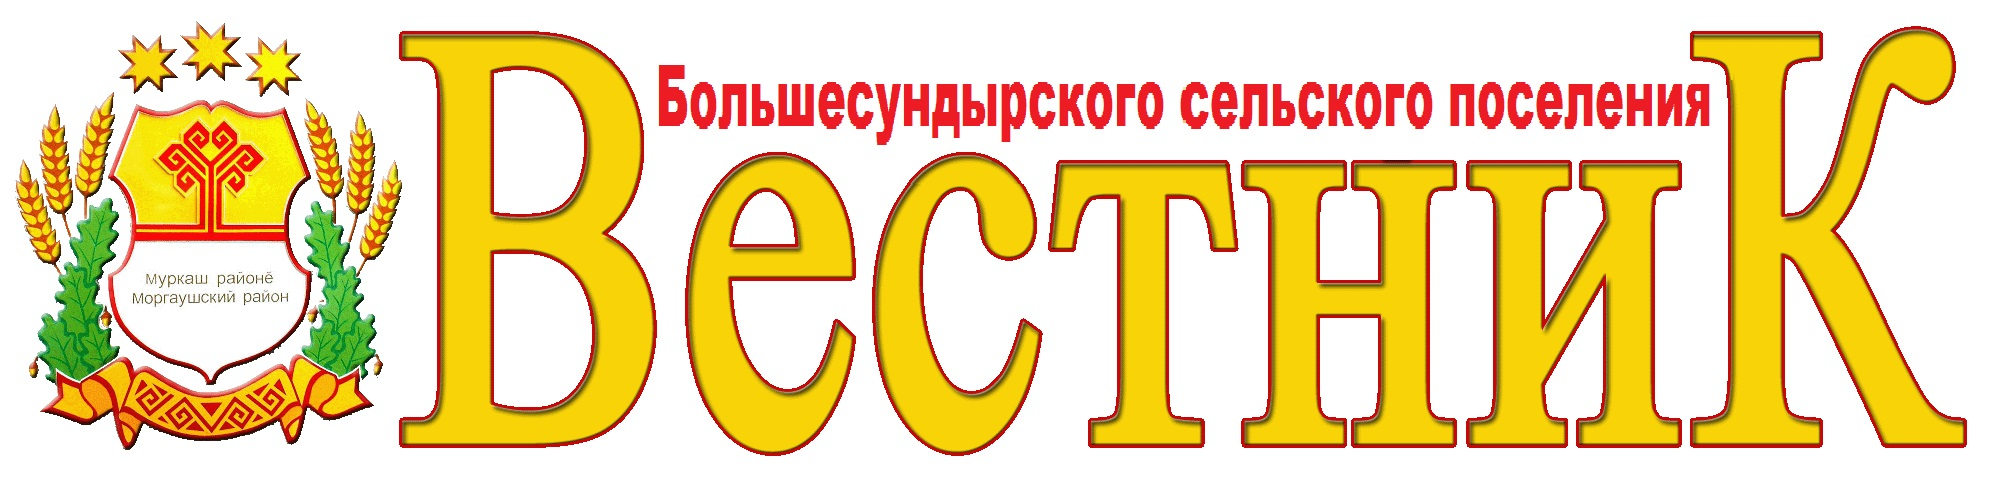 Большесундырского сельского поселения
ВестниК
Муркаш районĕ
Моргаушский район